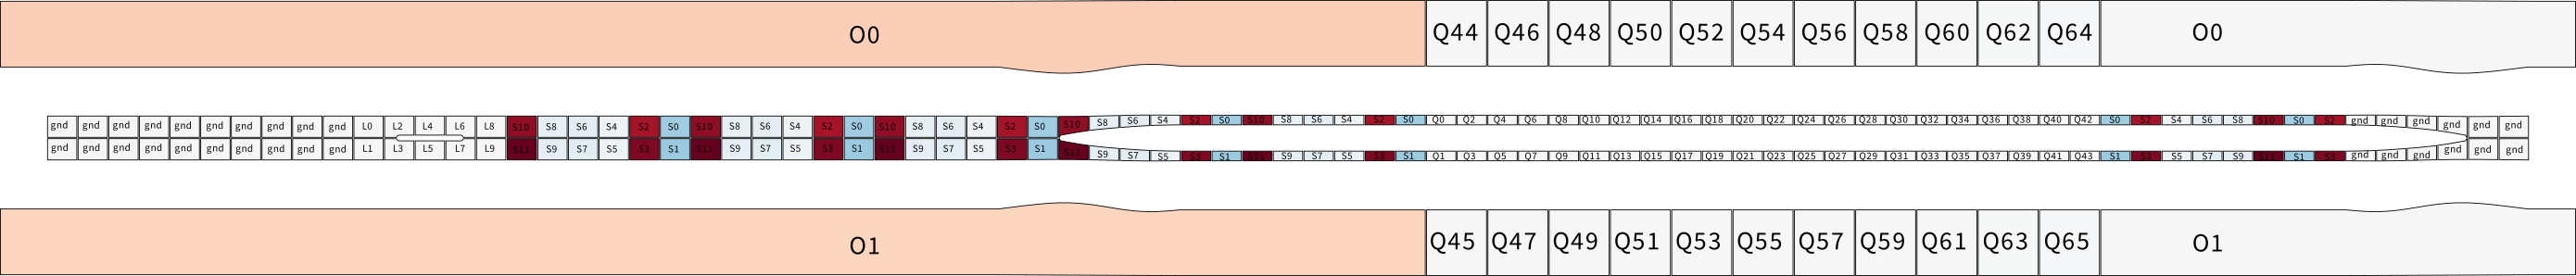 O0 Q44 Q46 Q48 Q50 Q52 Q54 Q56 Q58 Q60 Q62 Q64 O0
gnd gnd gnd gnd gnd gnd gnd gnd gnd gnd L0 L2 L4 L6 L8 S10 S8 S6 S4 S2 S0 S10 S8 S6 S4 S2 S0 S10 S8 S6 S4 S2 S0 S10 S8 S6 S4 S2 S0 S10 S8 S6 S4 S2 S0 Q0 Q2 Q4 Q6 Q8 Q10 Q12 Q14 Q16 Q18 Q20 Q22 Q24 Q26 Q28 Q30 Q32 Q34 Q36 Q38 Q40 Q42 S0 S2 S4 S6 S8 S10 S0 S2 gnd gnd gnd gnd gnd gnd
gnd gnd gnd gnd gnd gnd gnd gnd gnd gnd L1 L3 L5 L7 L9 S11 S9 S7 S5 S3 S1 S11 S9 S7 S5 S3 S1 S11 S9 S7 S5 S3 S1 S11 S9 S7 S5 S3 S1 S11 S9 S7 S5 S3 S1 Q1 Q3 Q5 Q7 Q9 Q11 Q13 Q15 Q17 Q19 Q21 Q23 Q25 Q27 Q29 Q31 Q33 Q35 Q37 Q39 Q41 Q43 S1 S3 S5 S7 S9 S11 S1 S3 gnd gnd gnd gnd gnd gnd
O1 Q45 Q47 Q49 Q51 Q53 Q55 Q57 Q59 Q61 Q63 Q65 O1